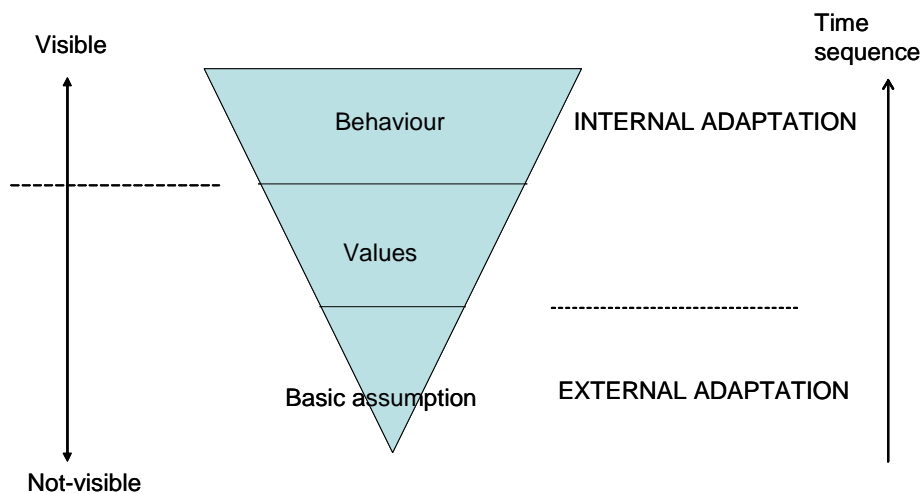 Visible
Time
sequence
Behaviour
INTERNAL ADAPTATION
Values
Basic assumption
EXTERNAL ADAPTATION
Not-visible